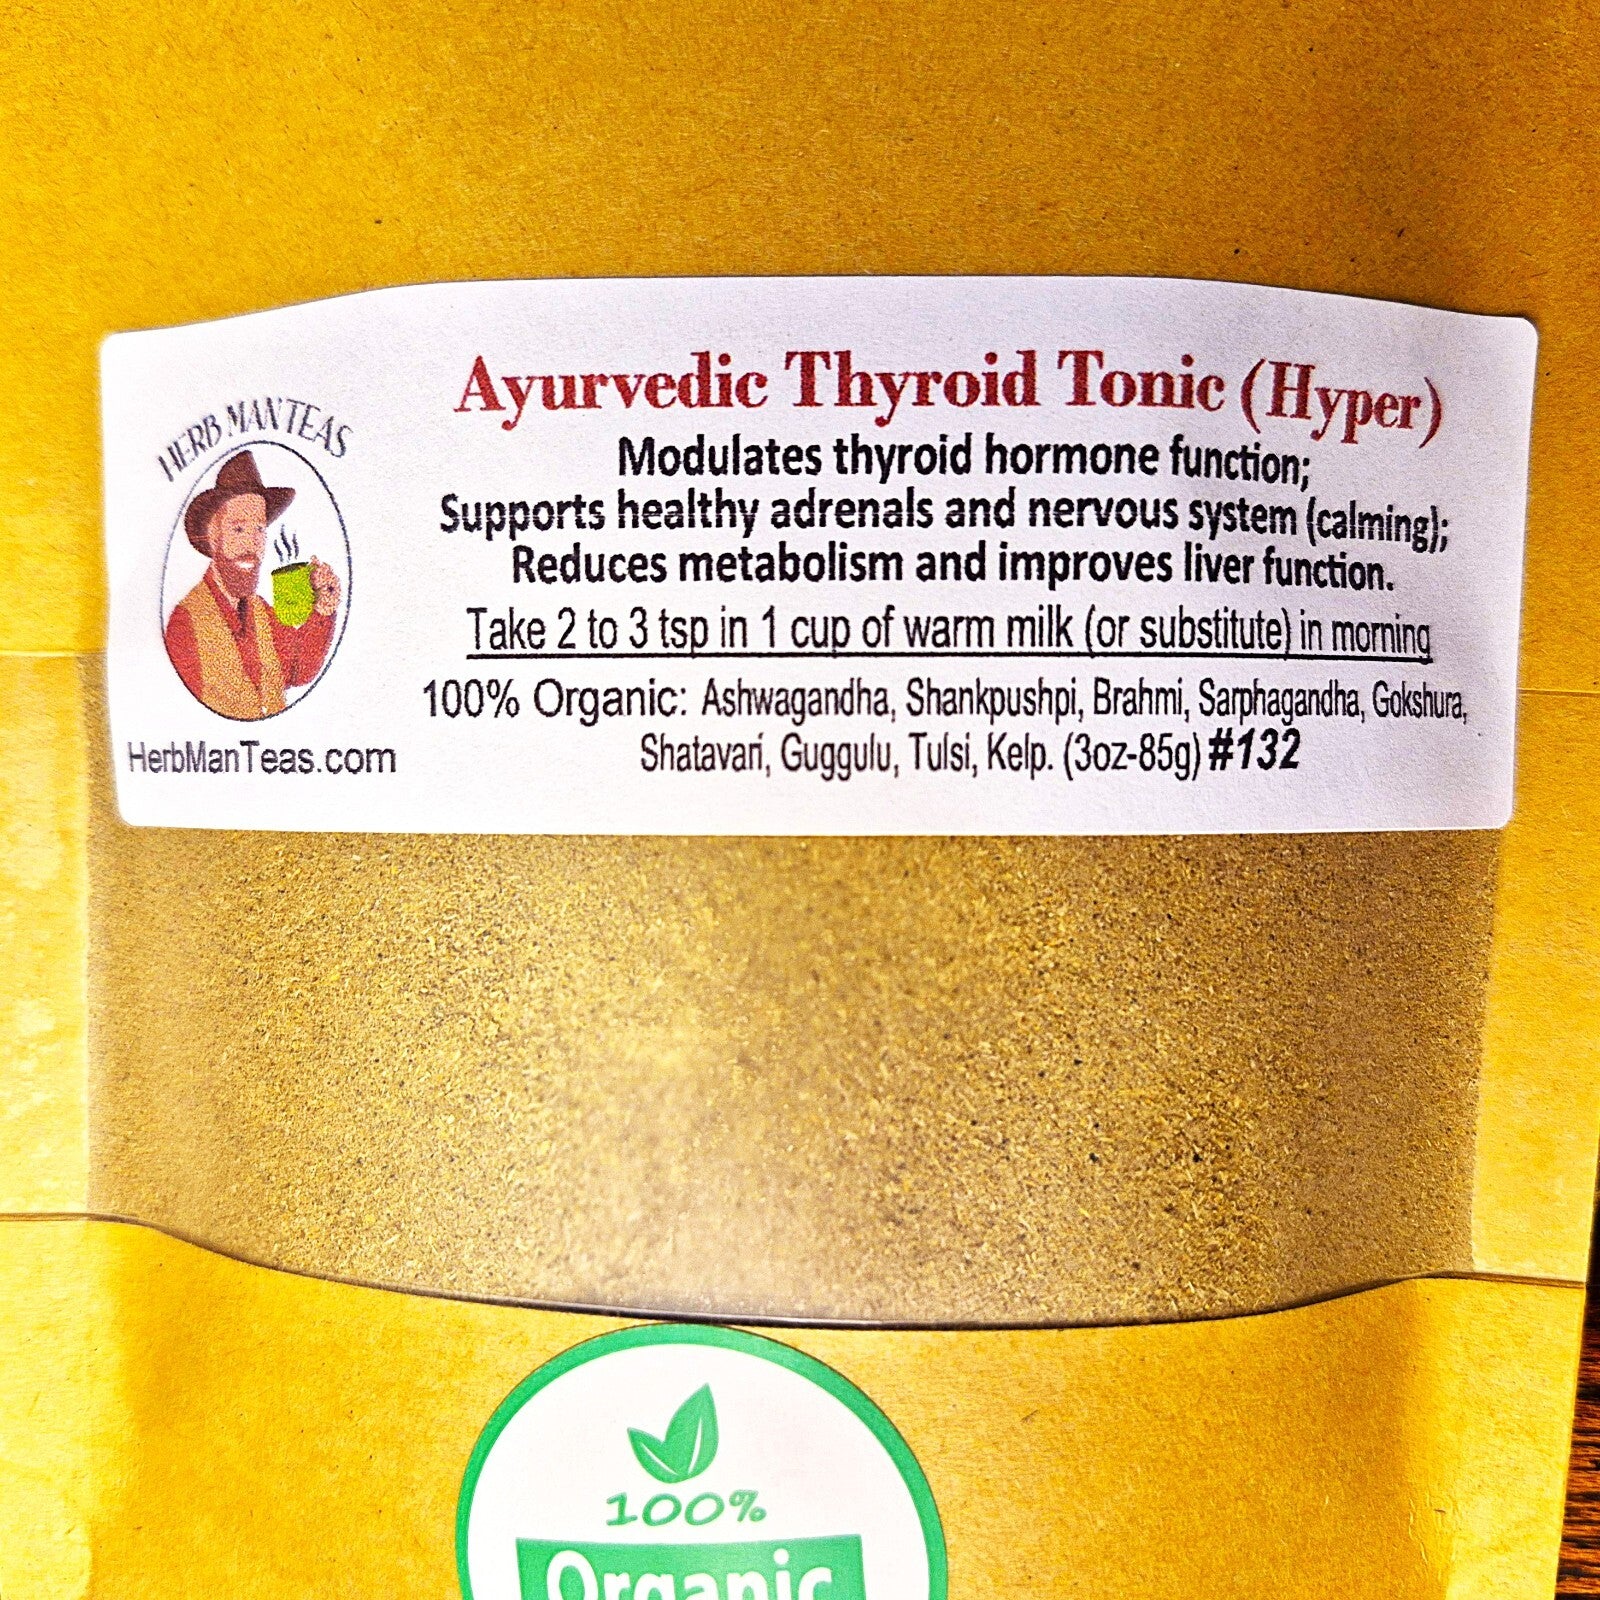 HERB MAN TEAS
HerbManTeas.com
Ayurvedic Thyroid Tonic (Hyper)
Modulates thyroid hormone function;
Supports healthy adrenals and nervous system (calming);
Reduces metabolism and improves liver function.
Take 2 to 3 tsp in 1 cup of warm milk (or substitute) in morning
100% Organic: Ashwagandha, Shankpushpi, Brahmi, Sarphagandha, Gokshura,
Shatavari, Guggulu, Tulsi, Kelp. (3oz-85g) #132
100%
Organic